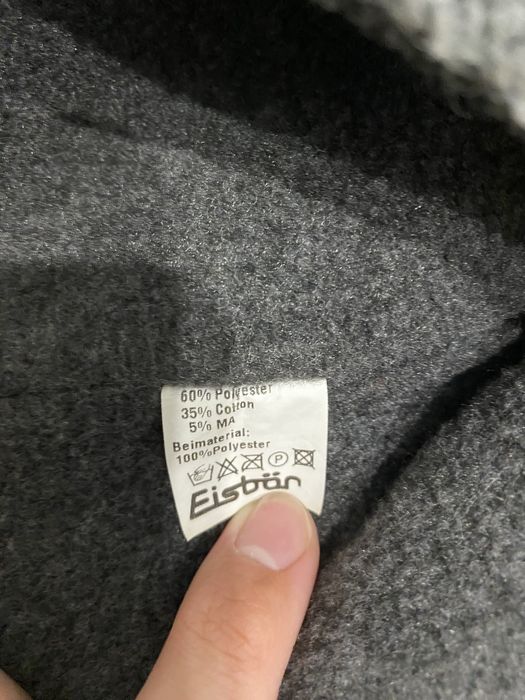 60% Polyester
35% Cotton
5% MA
Beimaterial:
100%Polyester
P
Eisbär